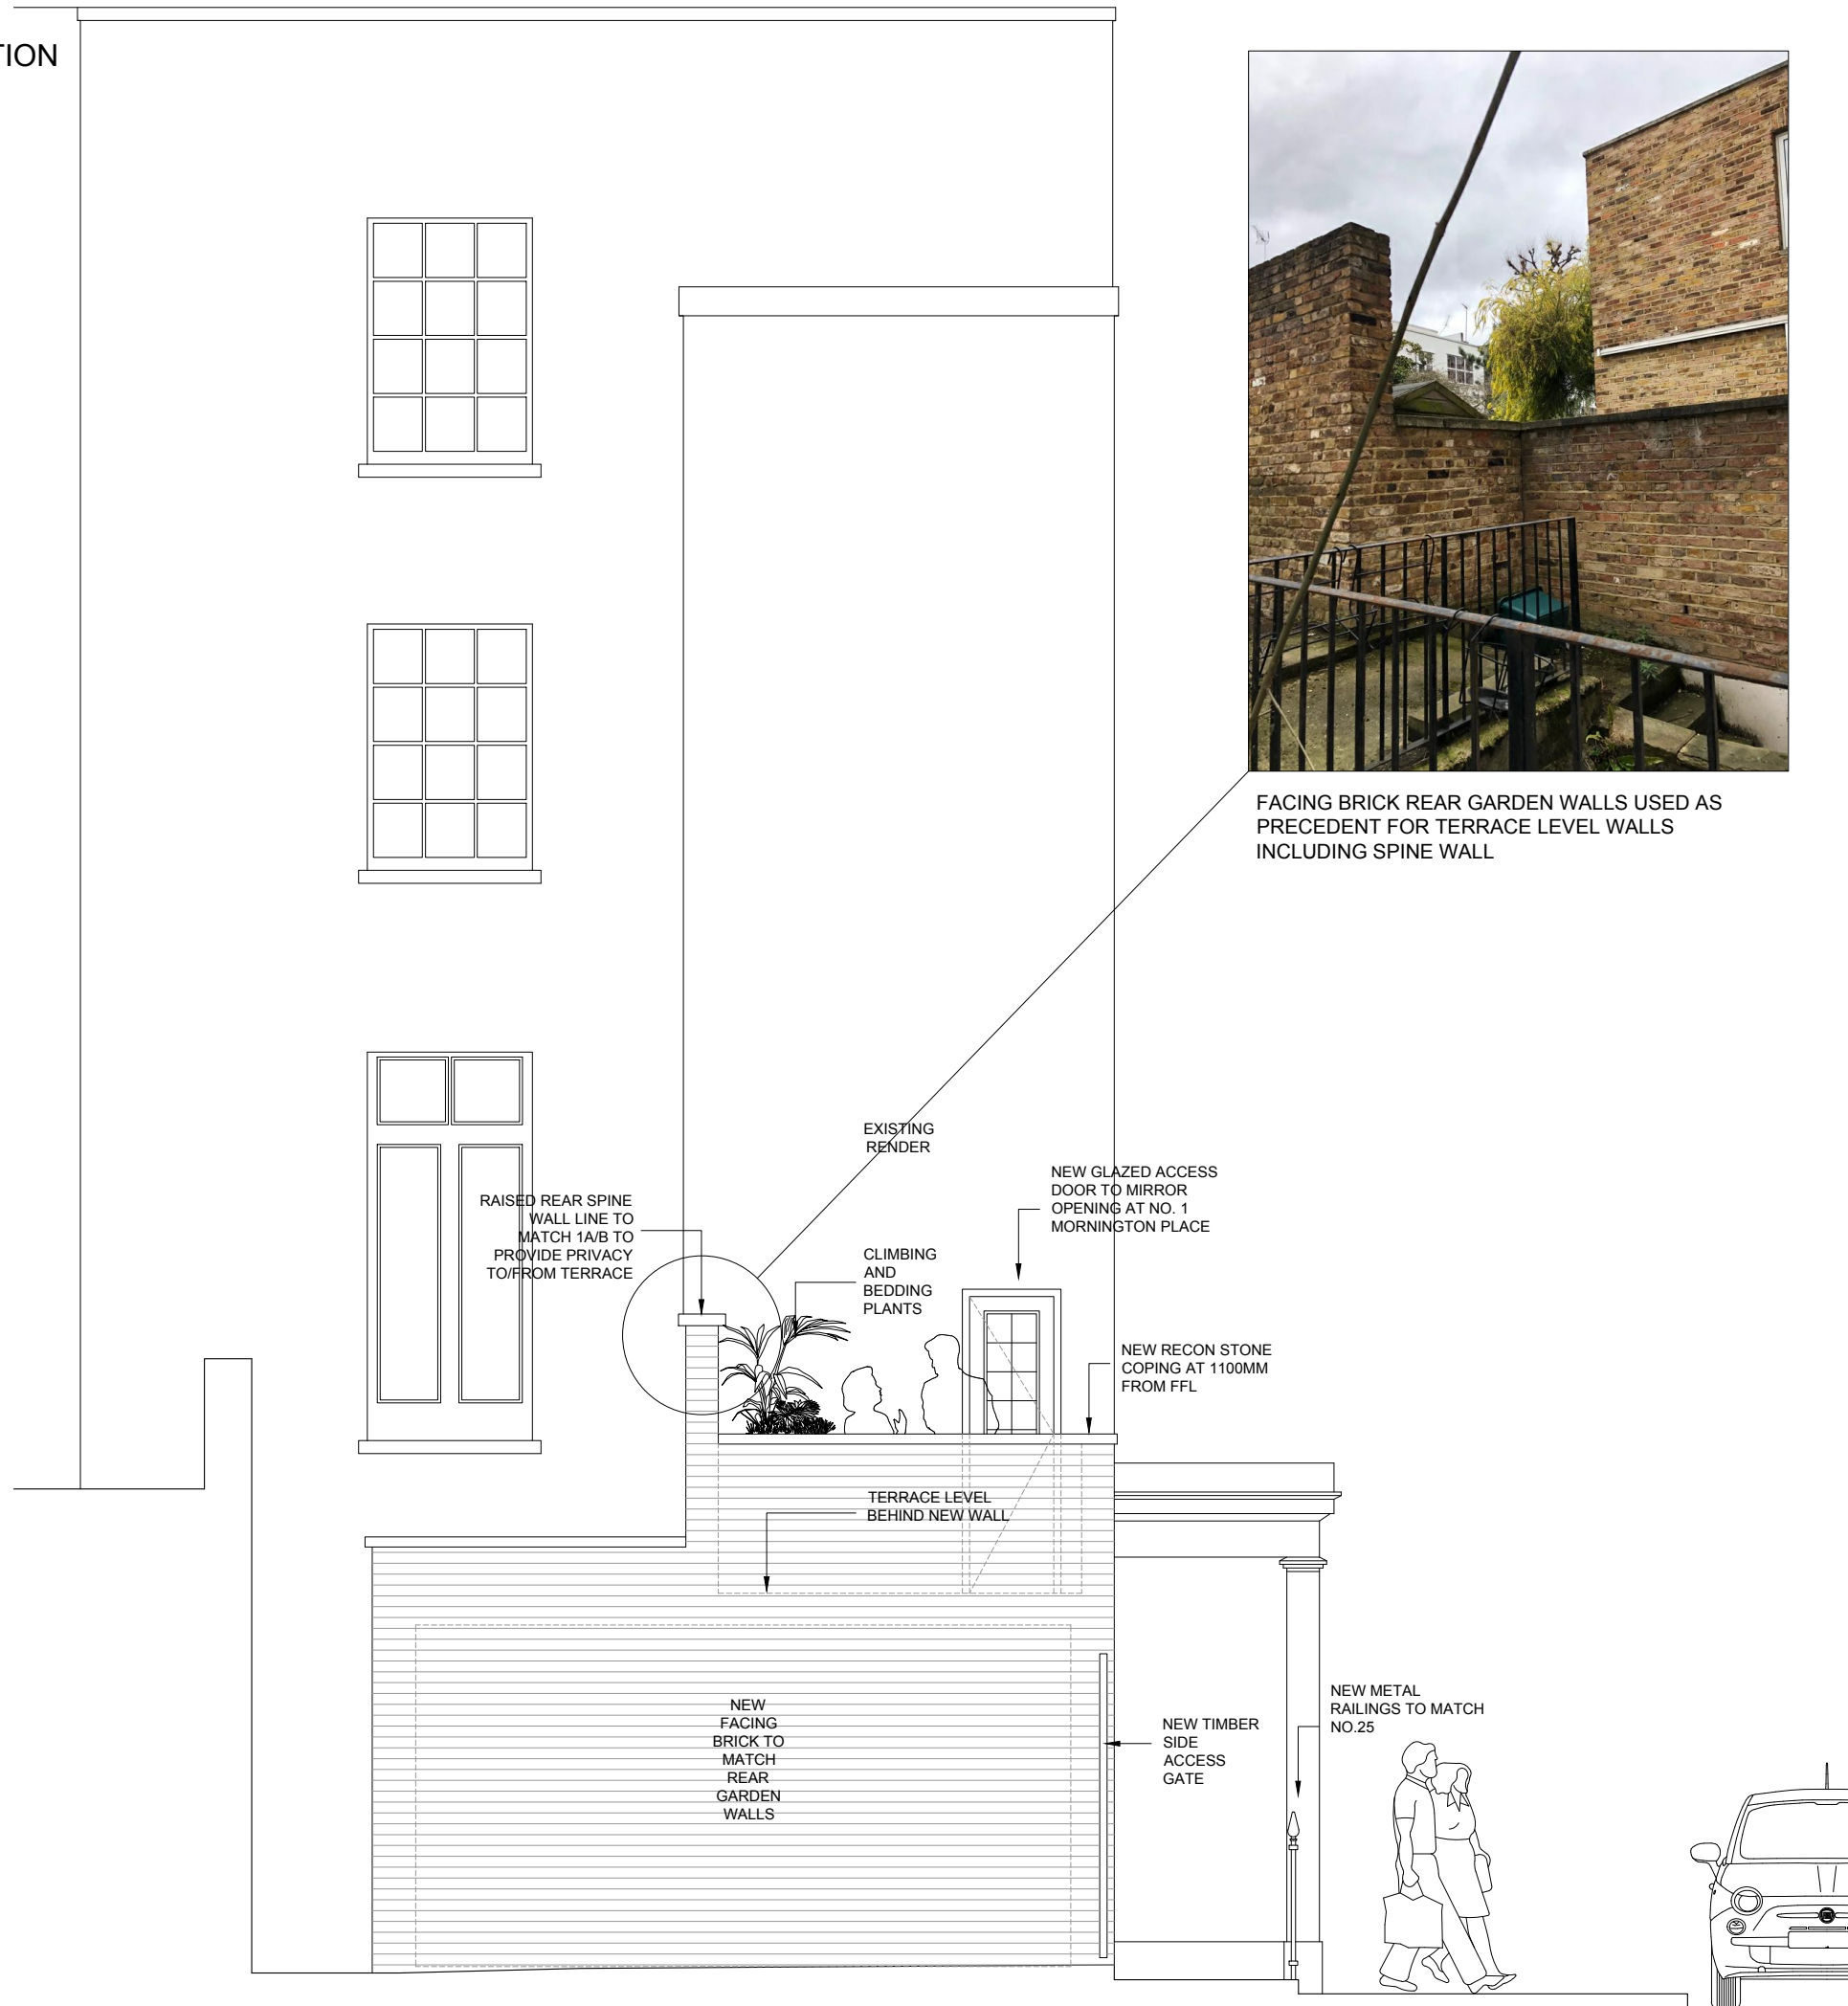 TION
FACING BRICK REAR GARDEN WALLS USED AS
PRECEDENT FOR TERRACE LEVEL WALLS
INCLUDING SPINE WALL
EXISTING
RENDER
NEW GLAZED ACCESS
DOOR TO MIRROR
OPENING AT NO. 1
MORNINGTON PLACE
RAISED REAR SPINE
WALL LINE TO
MATCH 1A/B TO
PROVIDE PRIVACY
TO/FROM TERRACE
CLIMBING
AND
BEDDING
PLANTS
NEW RECON STONE
COPING AT 1100MM
FROM FFL
TERRACE LEVEL
BEHIND NEW WALL
NEW
FACING
BRICK TO
MATCH
REAR
GARDEN
WALLS
NEW TIMBER
SIDE
ACCESS
GATE
NEW METAL
RAILINGS TO MATCH
NO.25